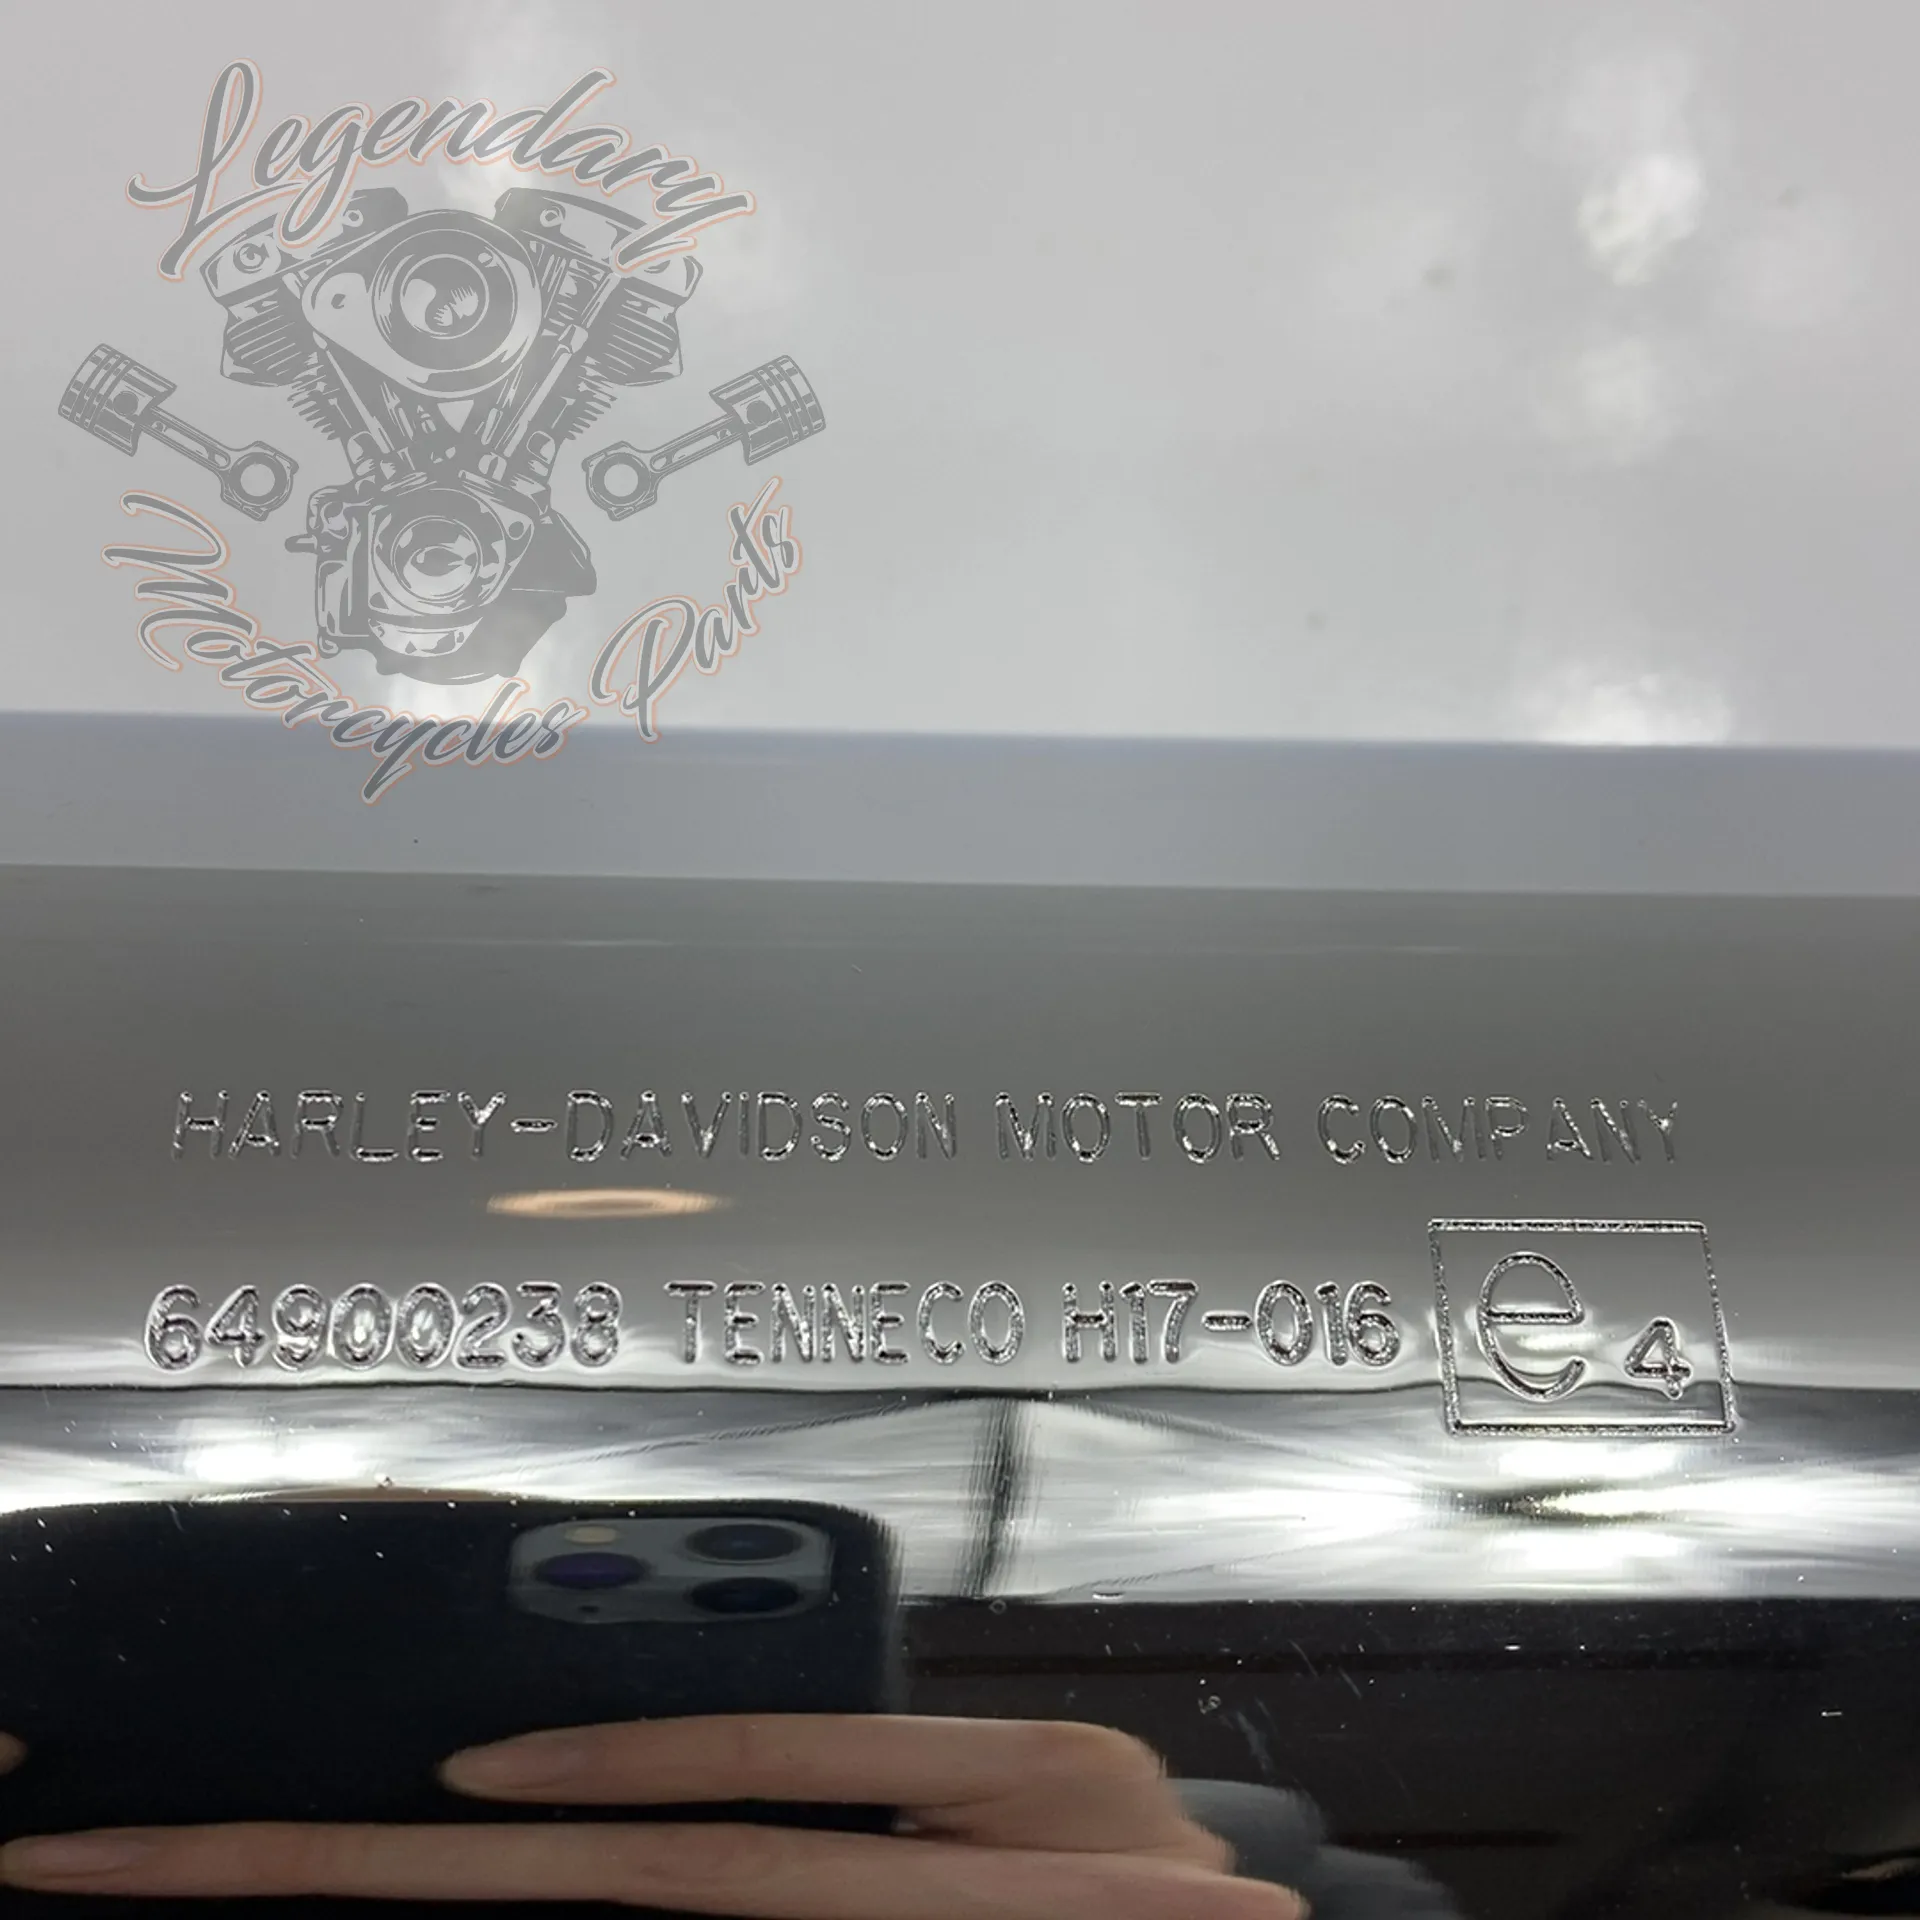 Legendary
Motorcycles Parts
HARLEY-DAVIDSON MOTOR COMPANY
64900238 TENNECO H17-016 e4